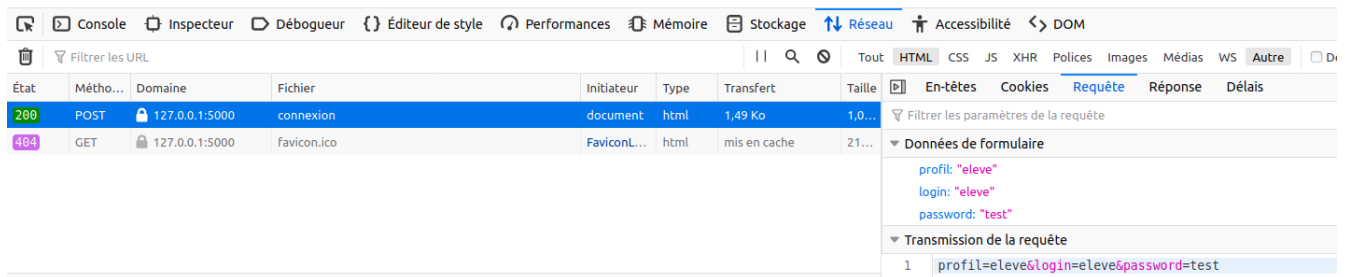 Console Inspecteur Débogueur {} Éditeur de style Performances Mémoire Stockage Réseau Accessibilité DOM
Filtrer les URL Tout HTML CSS JS XHR Polices Images Médias WS Autre
État Métho... Domaine Fichier Initiateur Type Transfert Taille En-têtes Cookies Requête Réponse Délais
200 POST 127.0.0.1:5000 connexion document html 1,49 Ko 1,0...
Filtrer les paramètres de la requête
404 GET 127.0.0.1:5000 favicon.ico FaviconL... html mis en cache 21...
Données de formulaire
profil: "eleve"
login: "eleve"
password: "test"
Transmission de la requête
1 profil=eleve&login=eleve&password=test